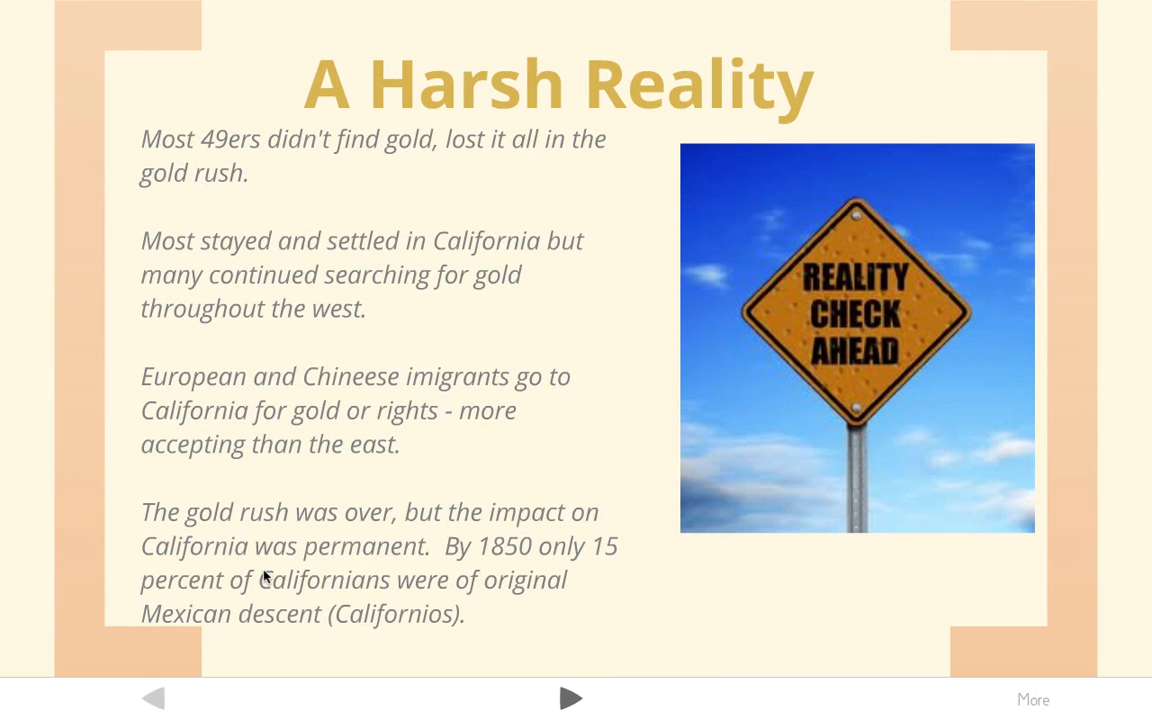 A Harsh Reality
Most 49ers didn't find gold, lost it all in the
gold rush.
Most stayed and settled in California but
many continued searching for gold
throughout the west.
European and Chineese imigrants go to
California for gold or rights - more
accepting than the east.
The gold rush was over, but the impact on
California was permanent.  By 1850 only 15
percent of Californians were of original
Mexican descent (Californios).
REALITY
CHECK
AHEAD
More